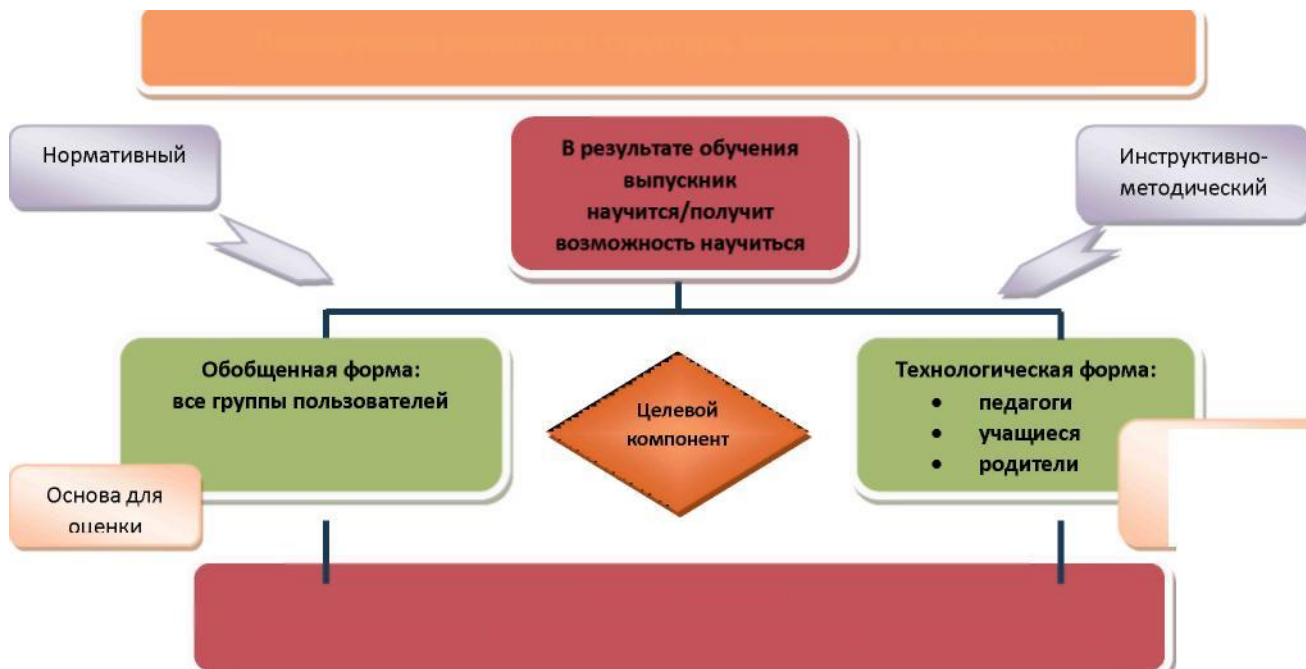 Нормативный
В результате обучения
выпускник
научится/получит
возможность научиться
Инструктивно-
методический
Обобщенная форма:
все группы пользователей
Целевой
компонент
Технологическая форма:
• педагоги
• учащиеся
• родители
Основа для
оценки